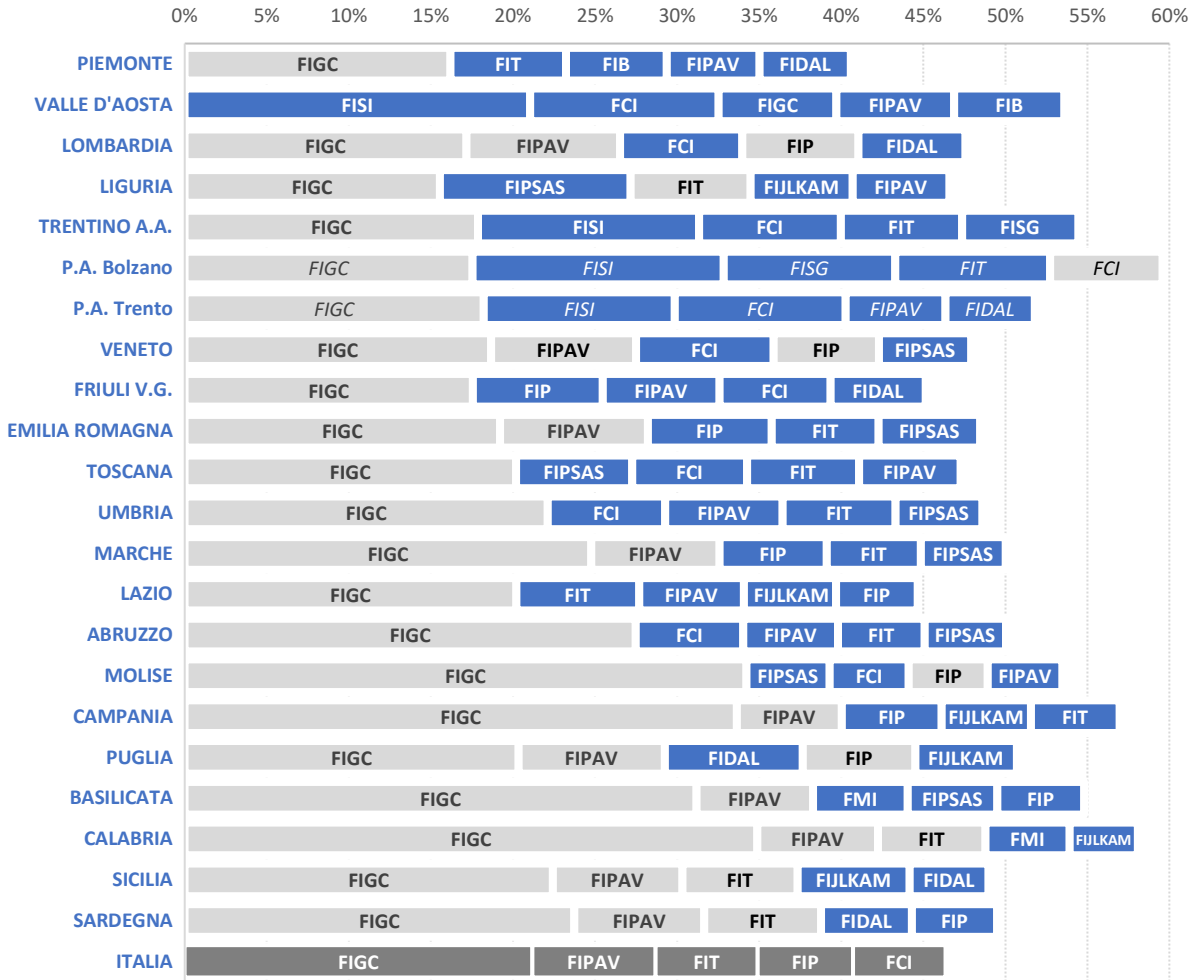 0% 5% 10% 15% 20% 25% 30% 35% 40% 45% 50% 55% 60%
PIEMONTE FIGC FIT FIB FIPAV FIDAL
VALLE D'AOSTA FISI FCI FIGC FIPAV FIB
LOMBARDIA FIGC FIPAV FCI FIP FIDAL
LIGURIA FIGC FIPSAS FIT FIJLKAM FIPAV
TRENTINO A.A. FIGC FISI FCI FIT FISG
P.A. Bolzano FIGC FISI FISG FIT FCI
P.A. Trento FIGC FISI FCI FIPAV FIDAL
VENETO FIGC FIPAV FCI FIP FIPSAS
FRIULI V.G. FIGC FIP FIPAV FCI FIDAL
EMILIA ROMAGNA FIGC FIPAV FIP FIT FIPSAS
TOSCANA FIGC FIPSAS FCI FIT FIPAV
UMBRIA FIGC FCI FIPAV FIT FIPSAS
MARCHE FIGC FIPAV FIP FIT FIPSAS
LAZIO FIGC FIT FIPAV FIJLKAM FIP
ABRUZZO FIGC FCI FIPAV FIT FIPSAS
MOLISE FIGC FIPSAS FCI FIP FIPAV
CAMPANIA FIGC FIPAV FIP FIJLKAM FIT
PUGLIA FIGC FIPAV FIDAL FIP FIJLKAM
BASILICATA FIGC FIPAV FMI FIPSAS FIP
CALABRIA FIGC FIPAV FIT FMI FIJLKAM
SICILIA FIGC FIPAV FIT FIJLKAM FIDAL
SARDEGNA FIGC FIPAV FIT FIDAL FIP
ITALIA FIGC FIPAV FIT FIP FCI